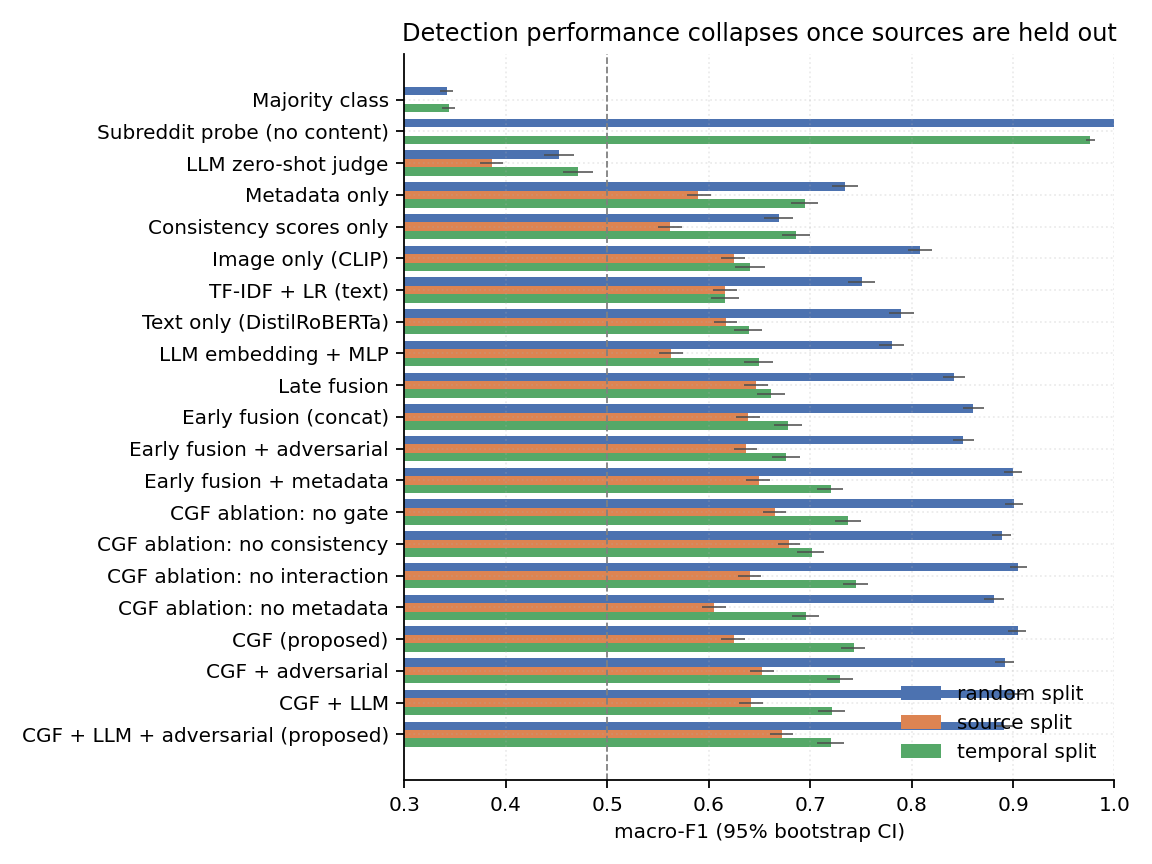 Detection performance collapses once sources are held out
Majority class
Subreddit probe (no content)
LLM zero-shot judge
Metadata only
Consistency scores only
Image only (CLIP)
TF-IDF + LR (text)
Text only (DistilRoBERTa)
LLM embedding + MLP
Late fusion
Early fusion (concat)
Early fusion + adversarial
Early fusion + metadata
CGF ablation: no gate
CGF ablation: no consistency
CGF ablation: no interaction
CGF ablation: no metadata
CGF (proposed)
CGF + adversarial
CGF + LLM
CGF + LLM + adversarial (proposed)
random split
source split
temporal split
0.3 0.4 0.5 0.6 0.7 0.8 0.9 1.0
macro-F1 (95% bootstrap CI)